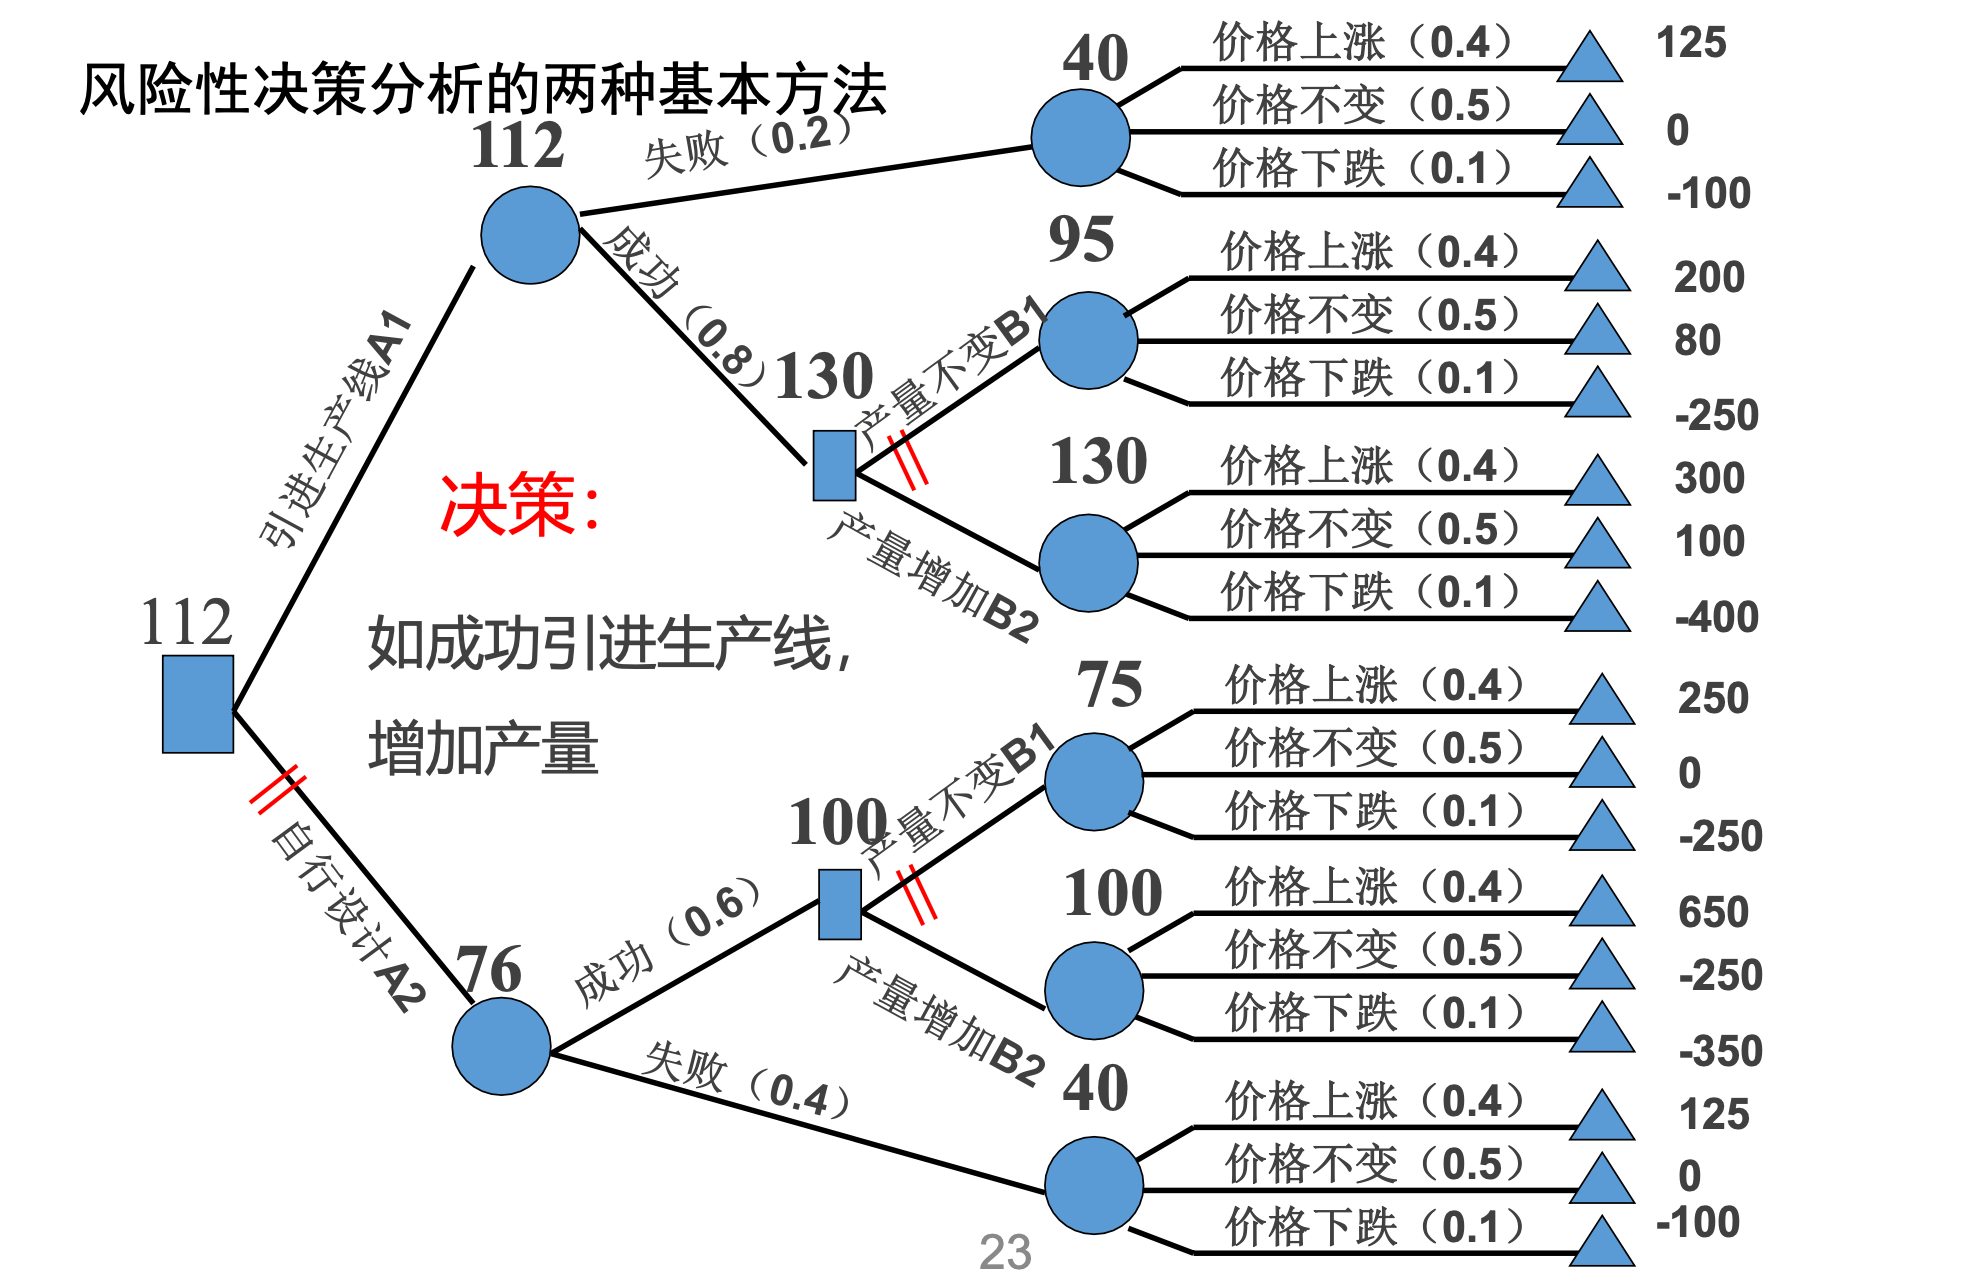 风险性决策分析的两种基本方法
112
失败（0.2）
40
价格上涨（0.4）
125
价格不变（0.5）
0
价格下跌（0.1）
-100
成功（0.8）
130
产量不变B1
95
价格上涨（0.4）
200
价格不变（0.5）
80
价格下跌（0.1）
-250
产量增加B2
130
价格上涨（0.4）
300
价格不变（0.5）
100
价格下跌（0.1）
-400
引进生产线A1
决策：
如成功引进生产线，
增加产量
112
自行设计A2
76
成功（0.6）
100
产量不变B1
75
价格上涨（0.4）
250
价格不变（0.5）
0
价格下跌（0.1）
-250
产量增加B2
100
价格上涨（0.4）
650
价格不变（0.5）
-250
价格下跌（0.1）
-350
失败（0.4）
40
价格上涨（0.4）
125
价格不变（0.5）
0
价格下跌（0.1）
-100
23